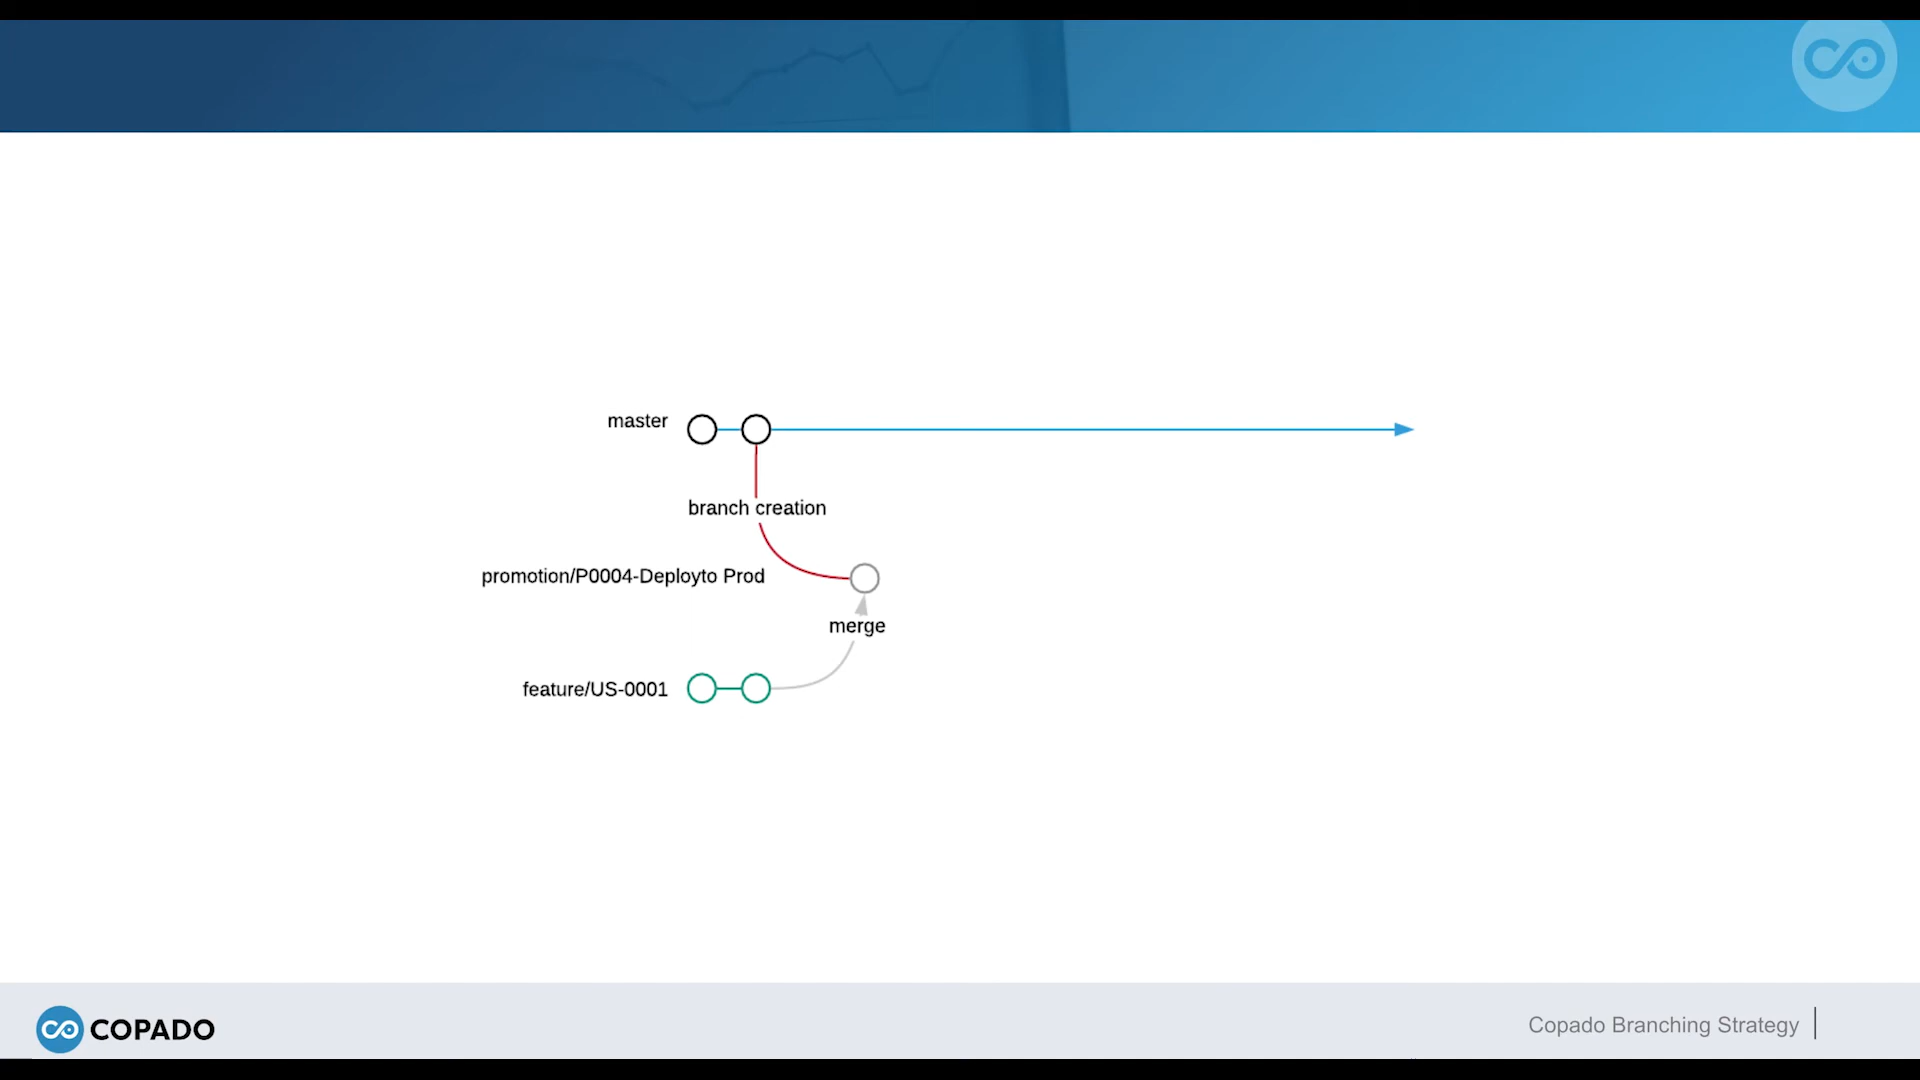 master
branch creation
promotion/P0004-Deployto Prod
merge
feature/US-0001
COPADO
Copado Branching Strategy